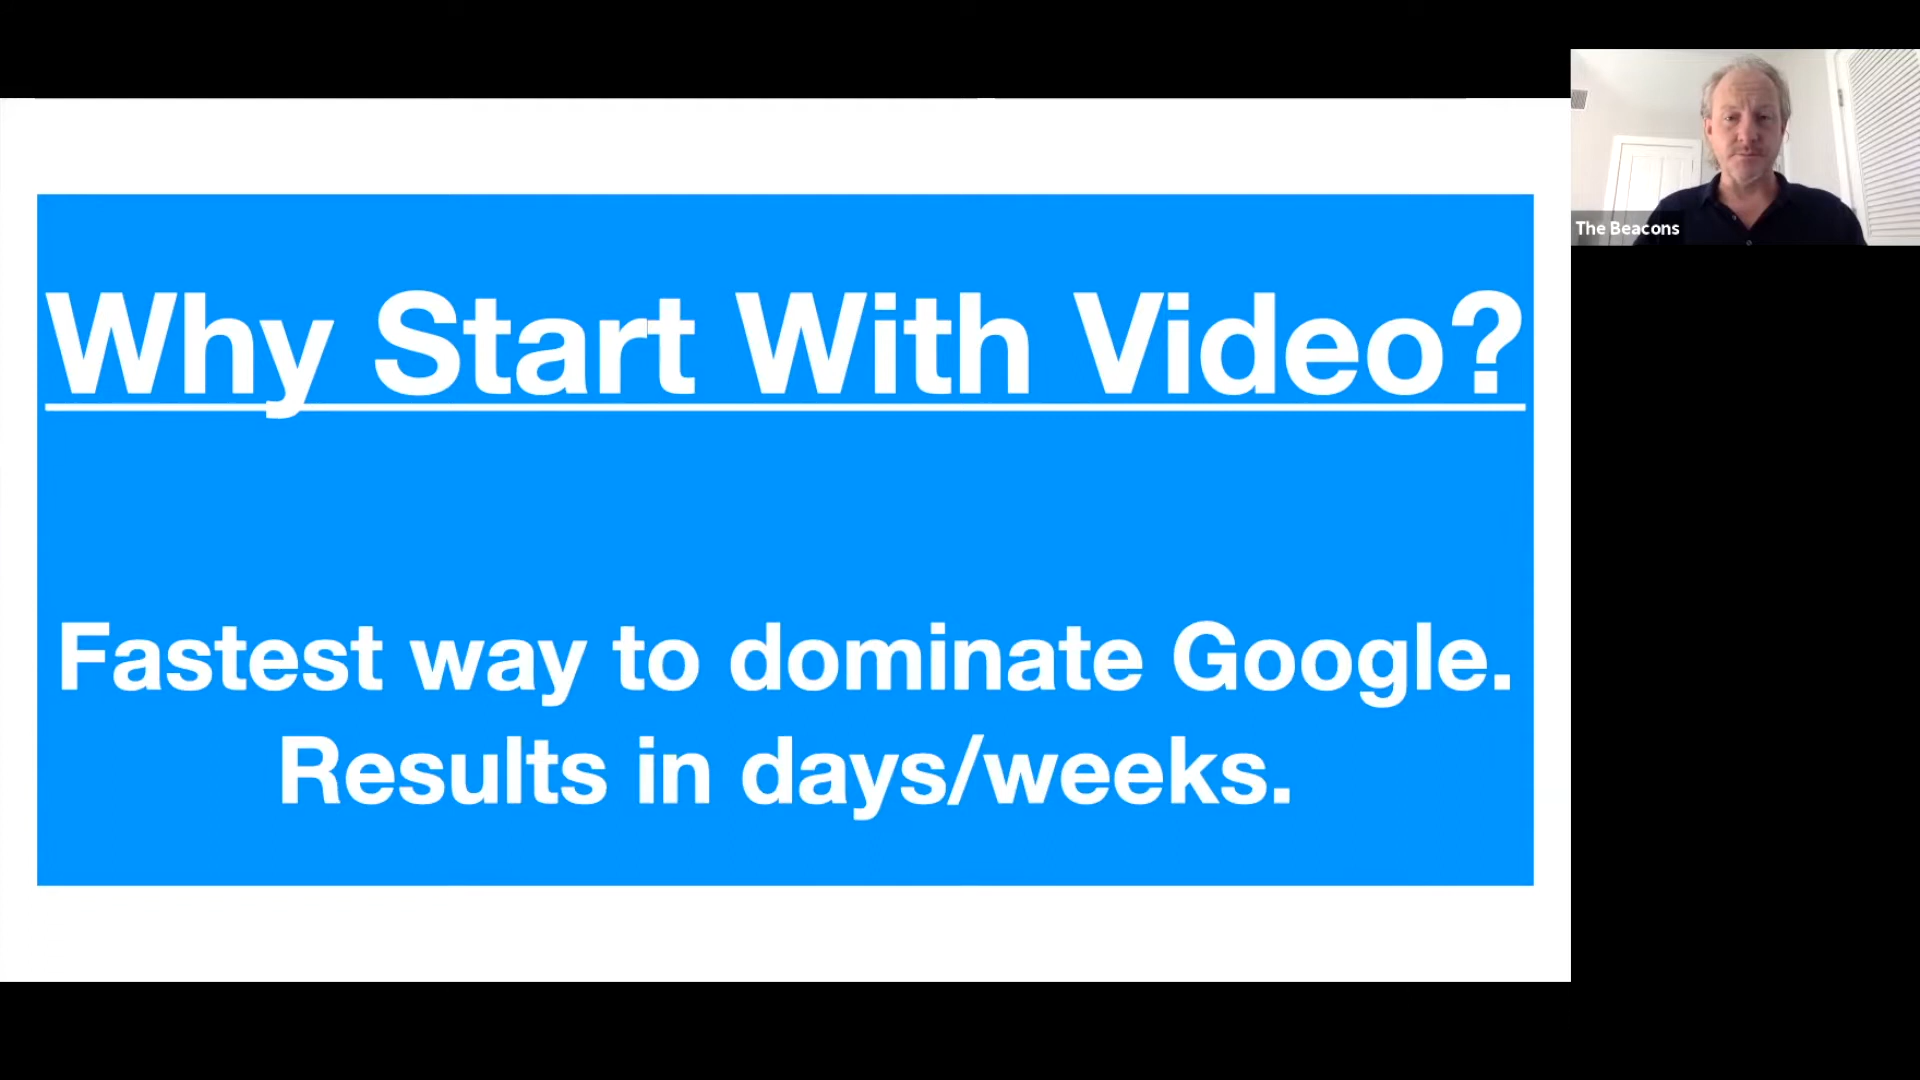 Why Start With Video?
Fastest way to dominate Google.
Results in days/weeks.
The Beacons